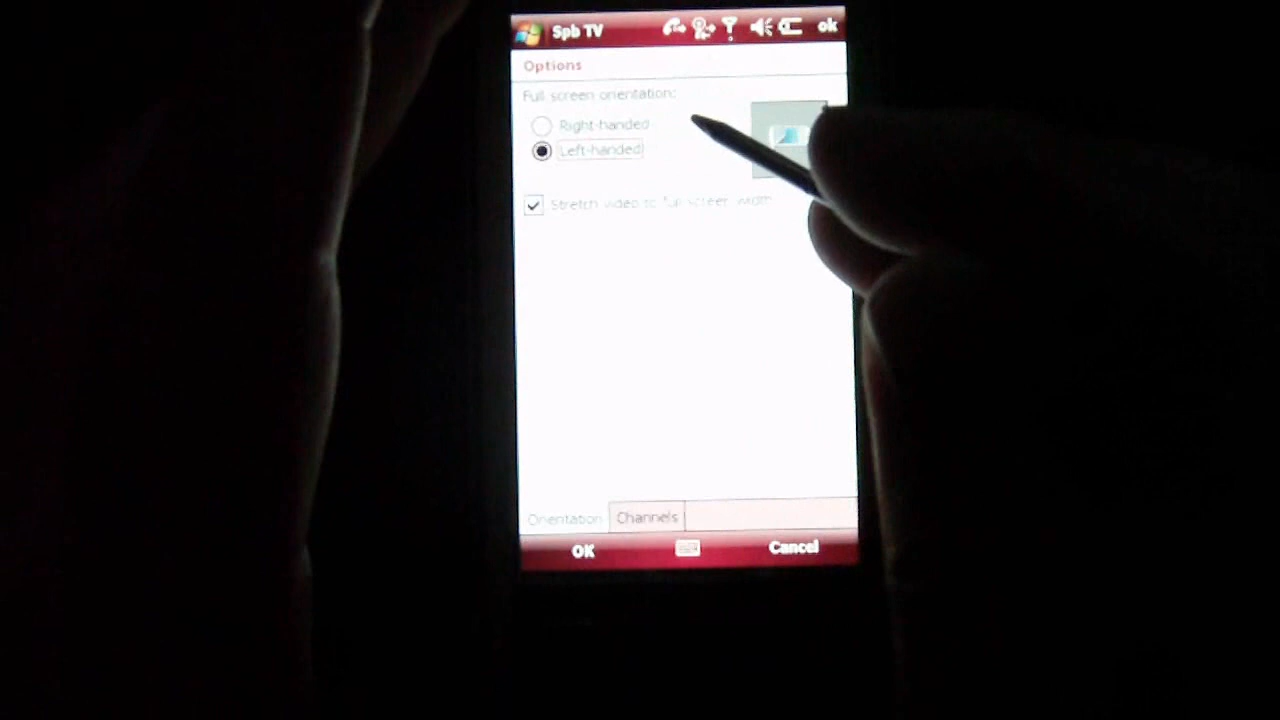 Spb TV ok
Options
Full screen orientation:
Right-handed
Left-handed
Stretch video to full screen width
Orientation Channels
OK Cancel